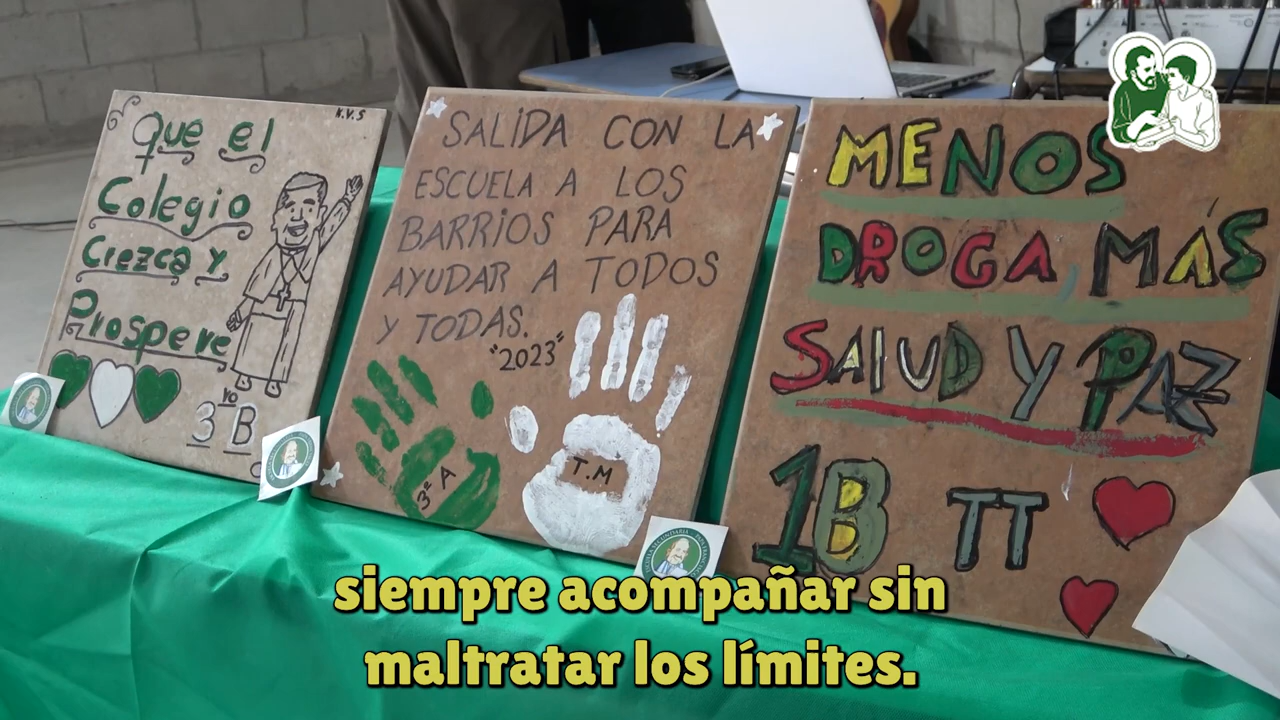 K.V.S
Que el
Colegio
Crezca y
Prospere
3ro B
SALIDA CON LA
ESCUELA A LOS
BARRIOS PARA
AYUDAR A TODOS
Y TODAS.
"2023"
3º A
T.M
MENOS
DROGA, MÁS
SALUD Y PAZ
1B TT
siempre acompañar sin
maltratar los límites.